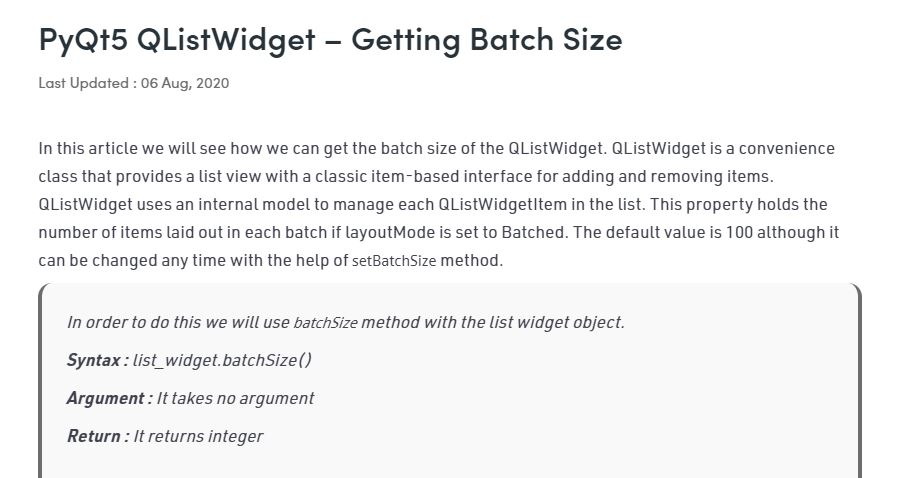 PyQt5 QListWidget – Getting Batch Size
Last Updated : 06 Aug, 2020
In this article we will see how we can get the batch size of the QListWidget. QListWidget is a convenience
class that provides a list view with a classic item-based interface for adding and removing items.
QListWidget uses an internal model to manage each QListWidgetItem in the list. This property holds the
number of items laid out in each batch if layoutMode is set to Batched. The default value is 100 although it
can be changed any time with the help of setBatchSize method.
In order to do this we will use batchSize method with the list widget object.
Syntax : list_widget.batchSize()
Argument : It takes no argument
Return : It returns integer